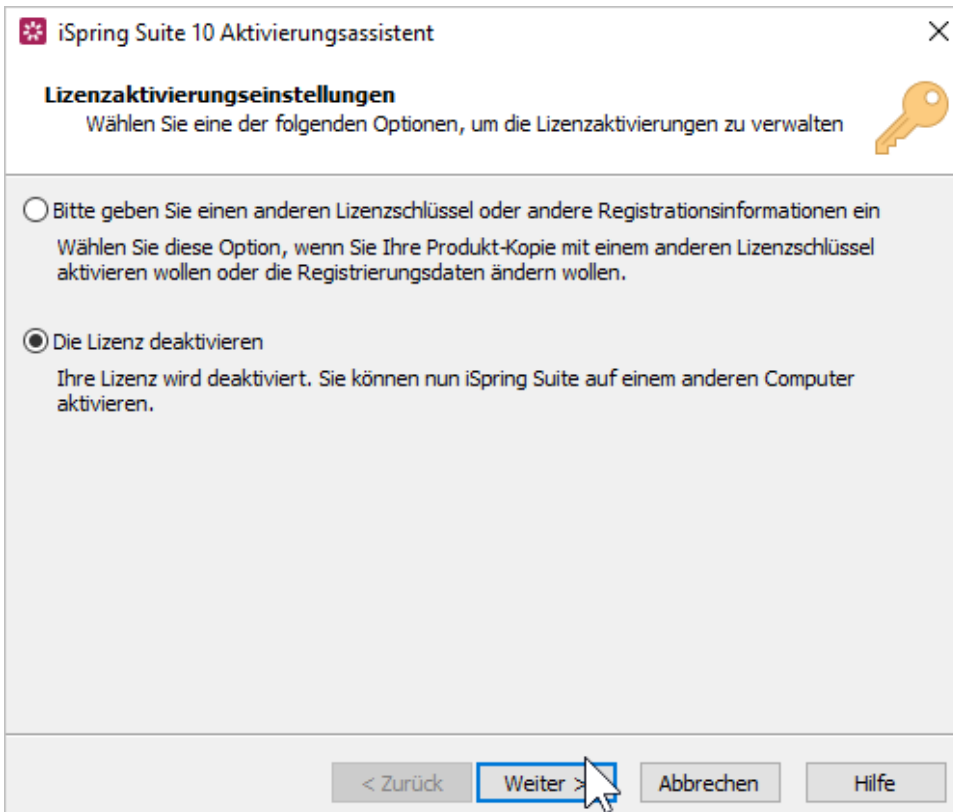 iSpring Suite 10 Aktivierungsassistent
Lizenzaktivierungseinstellungen
Wählen Sie eine der folgenden Optionen, um die Lizenzaktivierungen zu verwalten
Bitte geben Sie einen anderen Lizenzschlüssel oder andere Registrationsinformationen ein
Wählen Sie diese Option, wenn Sie Ihre Produkt-Kopie mit einem anderen Lizenzschlüssel
aktivieren wollen oder die Registrierungsdaten ändern wollen.
Die Lizenz deaktivieren
Ihre Lizenz wird deaktiviert. Sie können nun iSpring Suite auf einem anderen Computer
aktivieren.
< Zurück Weiter > Abbrechen Hilfe